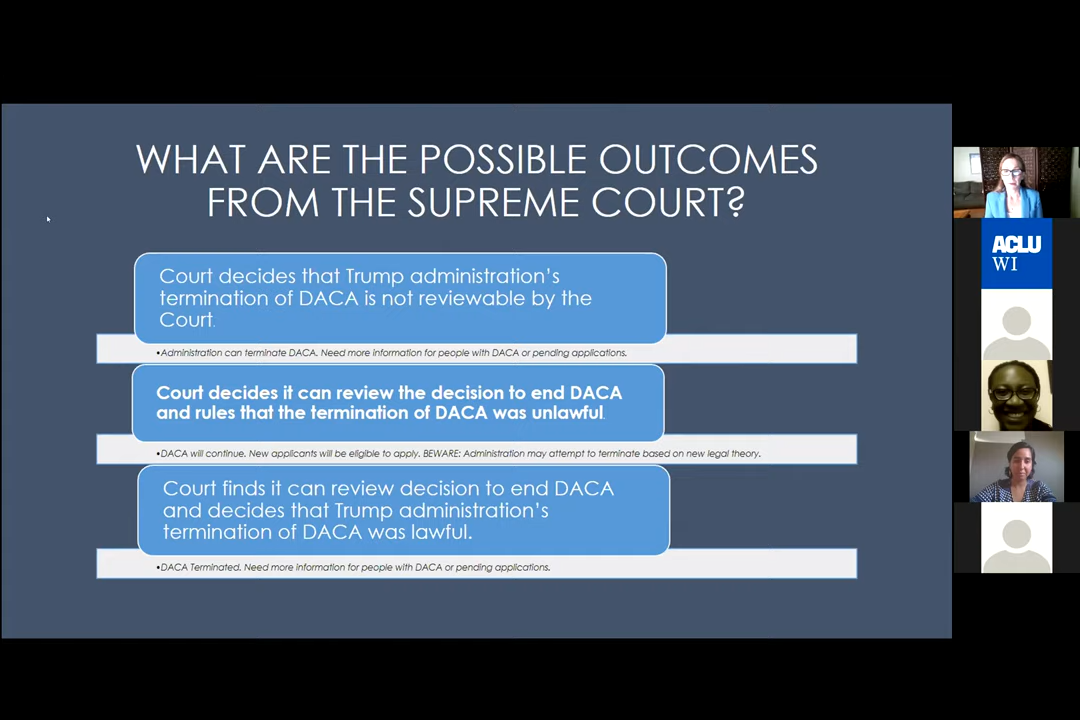 WHAT ARE THE POSSIBLE OUTCOMES
FROM THE SUPREME COURT?
Court decides that Trump administration's
termination of DACA is not reviewable by the
Court.
•Administration can terminate DACA. Need more information for people with DACA or pending applications.
Court decides it can review the decision to end DACA
and rules that the termination of DACA was unlawful.
•DACA will continue. New applicants will be eligible to apply. BEWARE: Administration may attempt to terminate based on new legal theory.
Court finds it can review decision to end DACA
and decides that Trump administration's
termination of DACA was lawful.
•DACA Terminated. Need more information for people with DACA or pending applications.
ACLU
WI